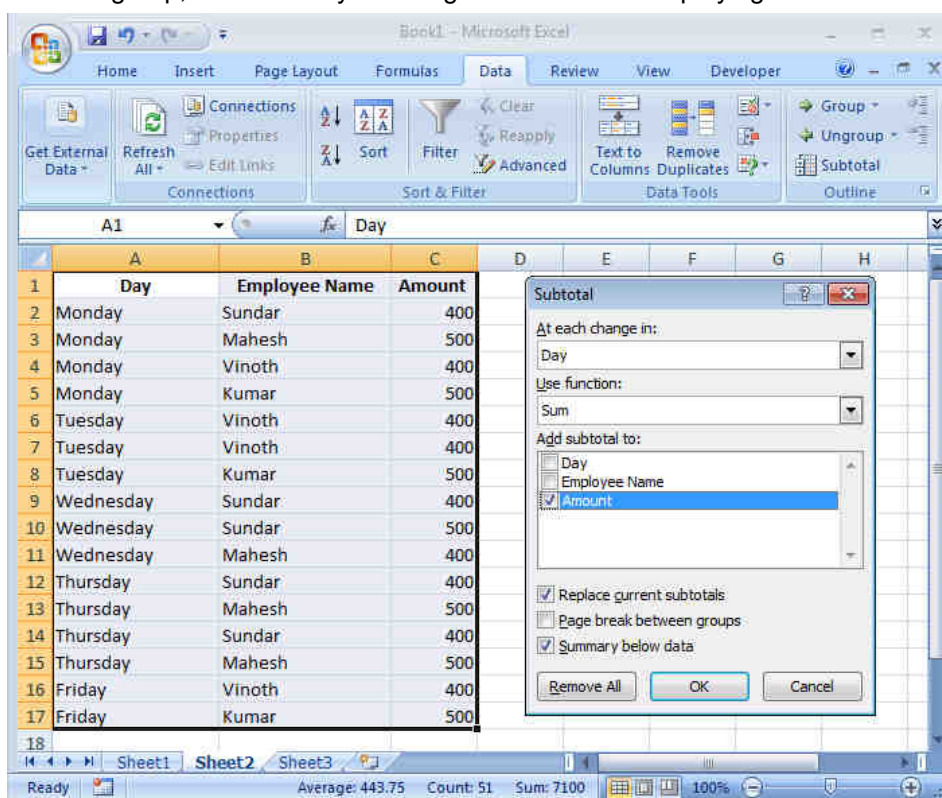 Book1 - Microsoft Excel
Home Insert Page Layout Formulas Data Review View Developer
Get External Data
Refresh All
Connections
Properties
Edit Links
Connections
Sort
Filter
Clear
Reapply
Advanced
Sort & Filter
Text to Columns
Remove Duplicates
Data Tools
Group
Ungroup
Subtotal
Outline
A1 fx Day
A B C D E F G H
1 Day Employee Name Amount
2 Monday Sundar 400
3 Monday Mahesh 500
4 Monday Vinoth 400
5 Monday Kumar 500
6 Tuesday Vinoth 400
7 Tuesday Vinoth 400
8 Tuesday Kumar 500
9 Wednesday Sundar 400
10 Wednesday Sundar 500
11 Wednesday Mahesh 400
12 Thursday Sundar 400
13 Thursday Mahesh 500
14 Thursday Sundar 400
15 Thursday Mahesh 500
16 Friday Vinoth 400
17 Friday Kumar 500
18
Subtotal
At each change in:
Day
Use function:
Sum
Add subtotal to:
Day
Employee Name
Amount
Replace current subtotals
Page break between groups
Summary below data
Remove All OK Cancel
Sheet1 Sheet2 Sheet3
Ready Average: 443.75 Count: 51 Sum: 7100 100%